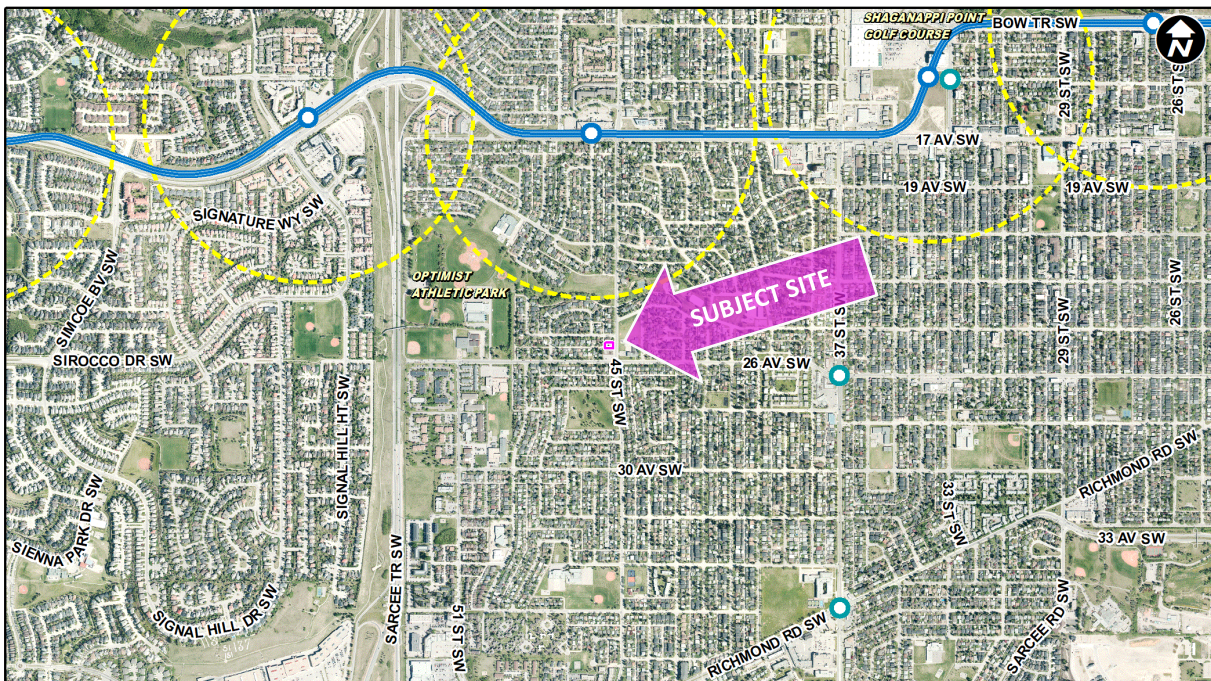 SHAGANAPPI POINT
GOLF COURSE
BOW TR SW
N
29 ST SW
26 ST SW
17 AV SW
19 AV SW
19 AV SW
SIGNATURE WY SW
OPTIMIST
ATHLETIC PARK
SUBJECT SITE
SIMCOE BV SW
37 ST SW
29 ST SW
26 ST SW
SIROCCO DR SW
26 AV SW
45 ST SW
SIGNAL HILL HT SW
30 AV SW
RICHMOND RD SW
SIENNA PARK DR SW
33 ST SW
33 AV SW
SARCEE TR SW
SIGNAL HILL DR SW
51 ST SW
RICHMOND RD SW
SARCEE RD SW